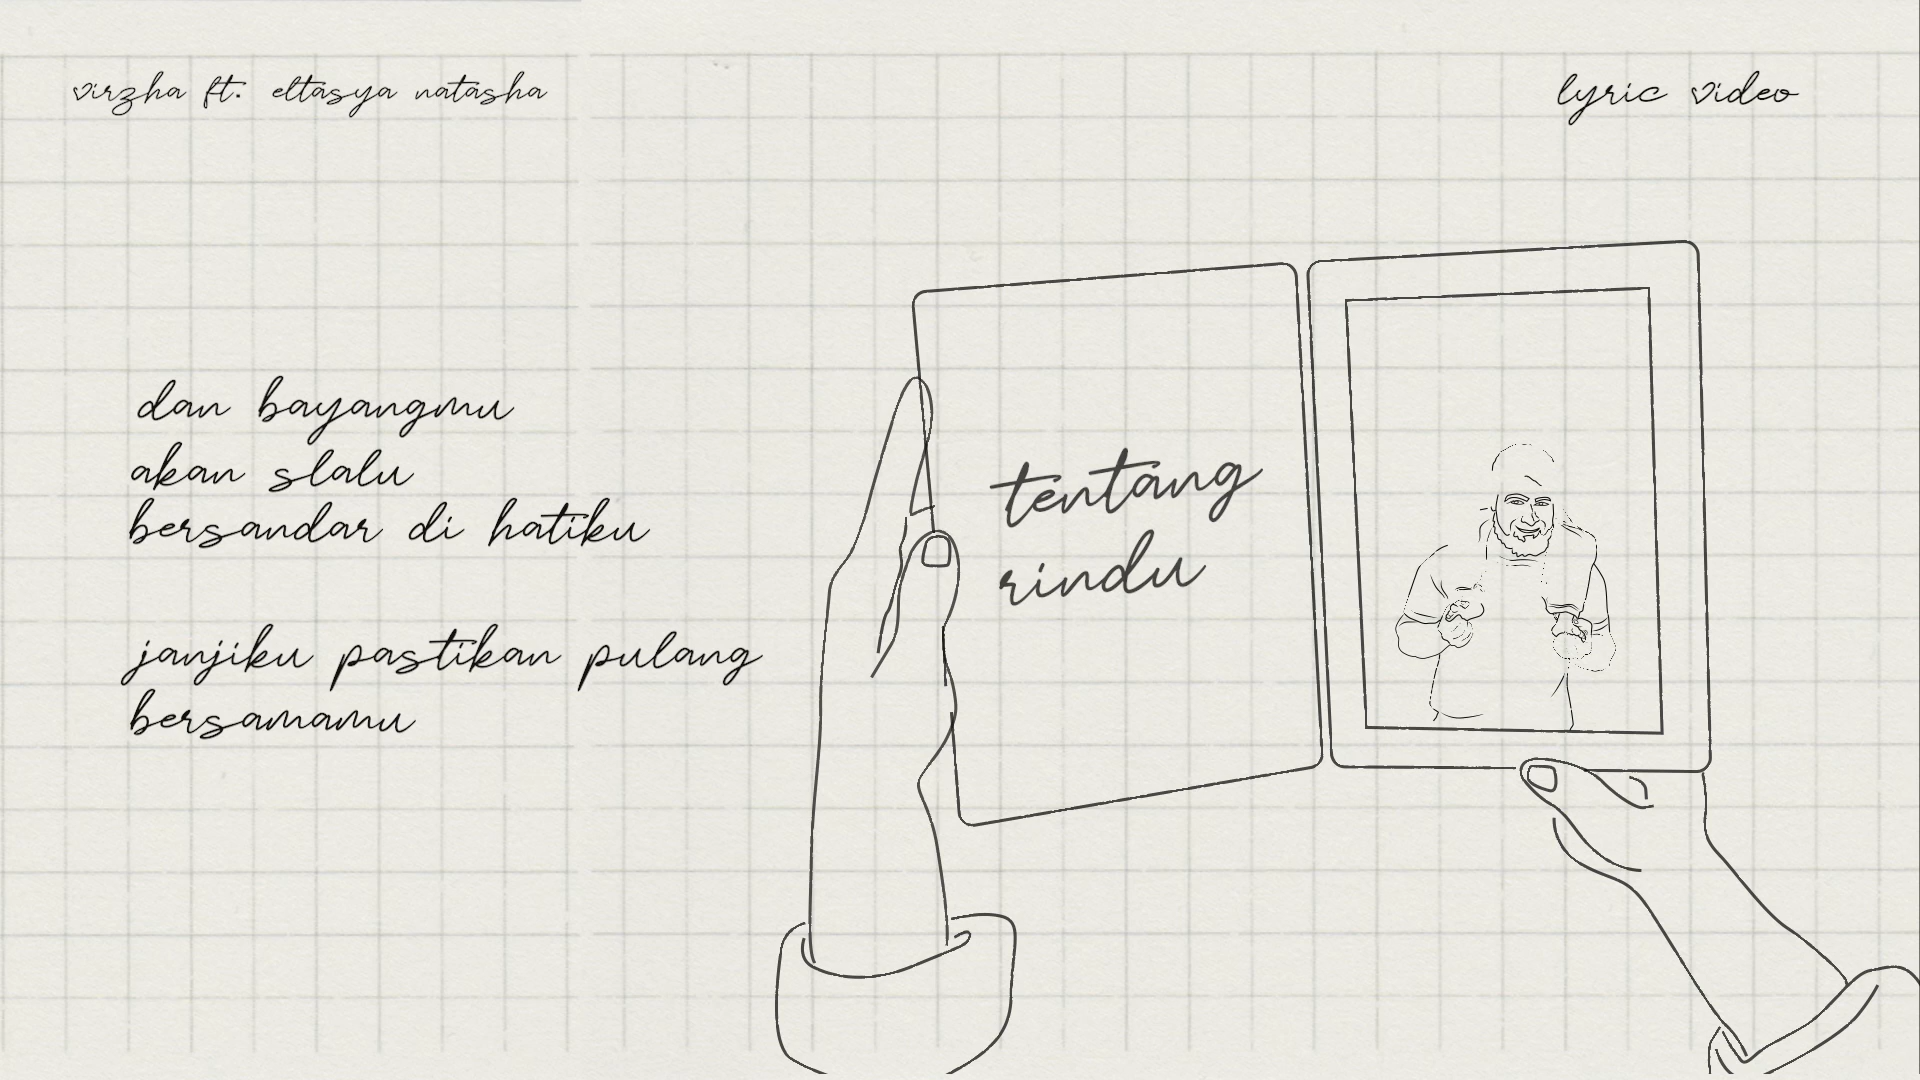 virzha ft. eltasya natasha
lyric video
dan bayangmu
akan slalu
bersandar di hatiku
janjiku pastikan pulang
bersamamu
tentang
rindu